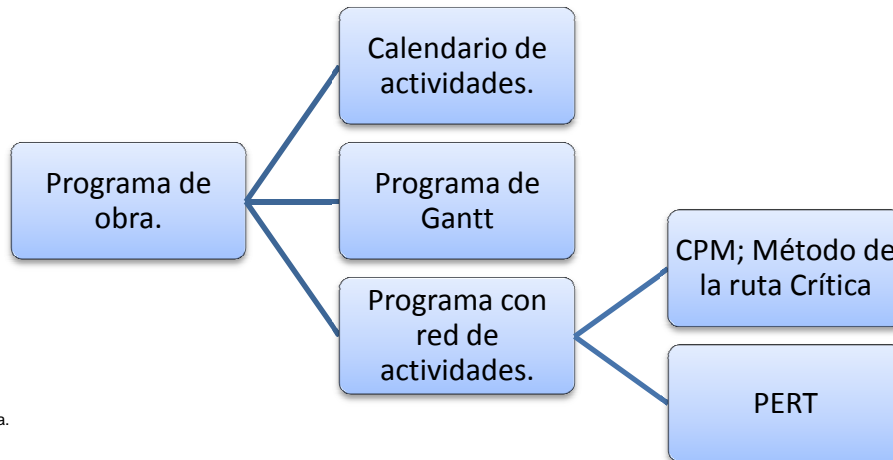 Calendario de
actividades.
Programa de
obra.
Programa de
Gantt
CPM; Método de
la ruta Crítica
Programa con
red de
actividades.
PERT
a.